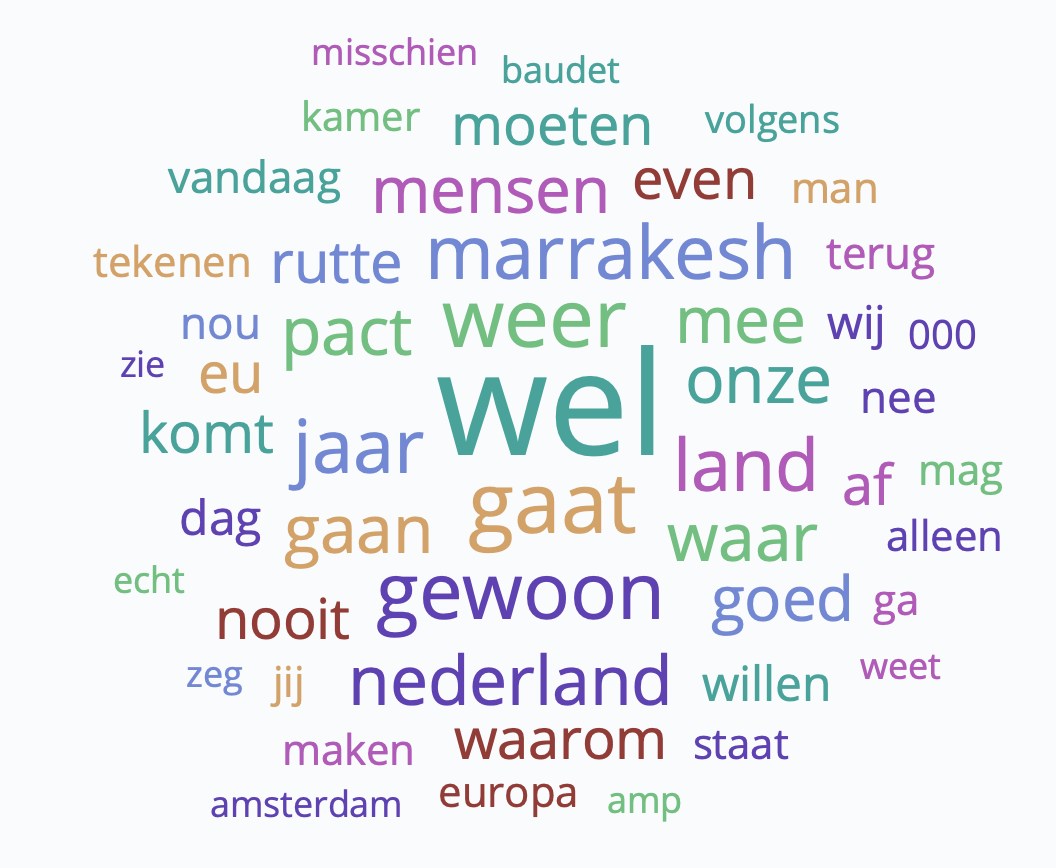 misschien
baudet
kamer moeten volgens
vandaag mensen even man
tekenen rutte marrakesh terug
nou pact weer mee wij 000
zie eu wel onze nee
komt jaar land af mag
dag gaan gaat waar alleen
echt nooit gewoon goed ga
zeg jij nederland willen weet
maken waarom staat
amsterdam europa amp